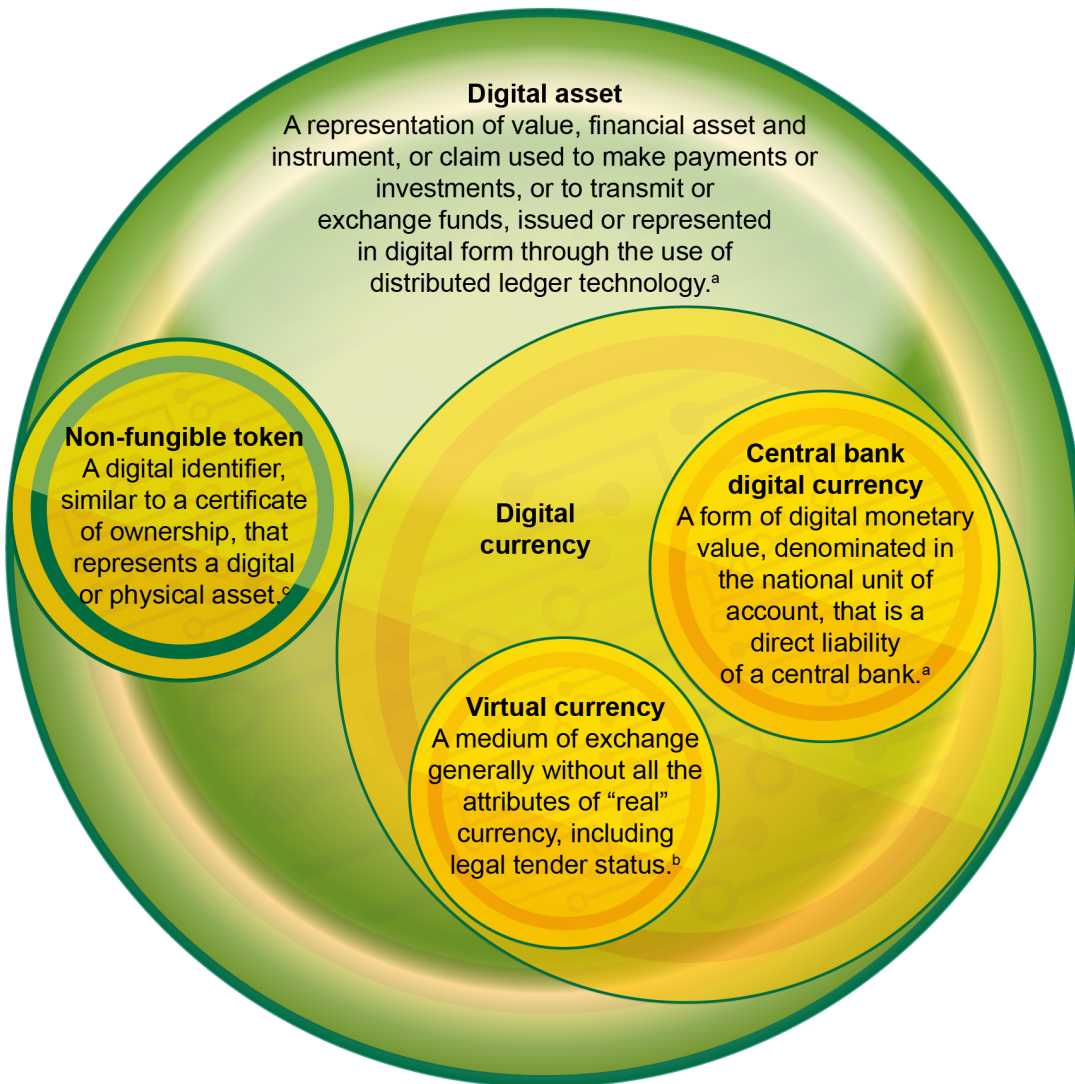 Digital asset
A representation of value, financial asset and
instrument, or claim used to make payments or
investments, or to transmit or
exchange funds, issued or represented
in digital form through the use of
distributed ledger technology.ᵃ
Non-fungible token
A digital identifier,
similar to a certificate
of ownership, that
represents a digital
or physical asset.ᶜ
Digital
currency
Central bank
digital currency
A form of digital monetary
value, denominated in
the national unit of
account, that is a
direct liability
of a central bank.ᵃ
Virtual currency
A medium of exchange
generally without all the
attributes of “real”
currency, including
legal tender status.ᵇ